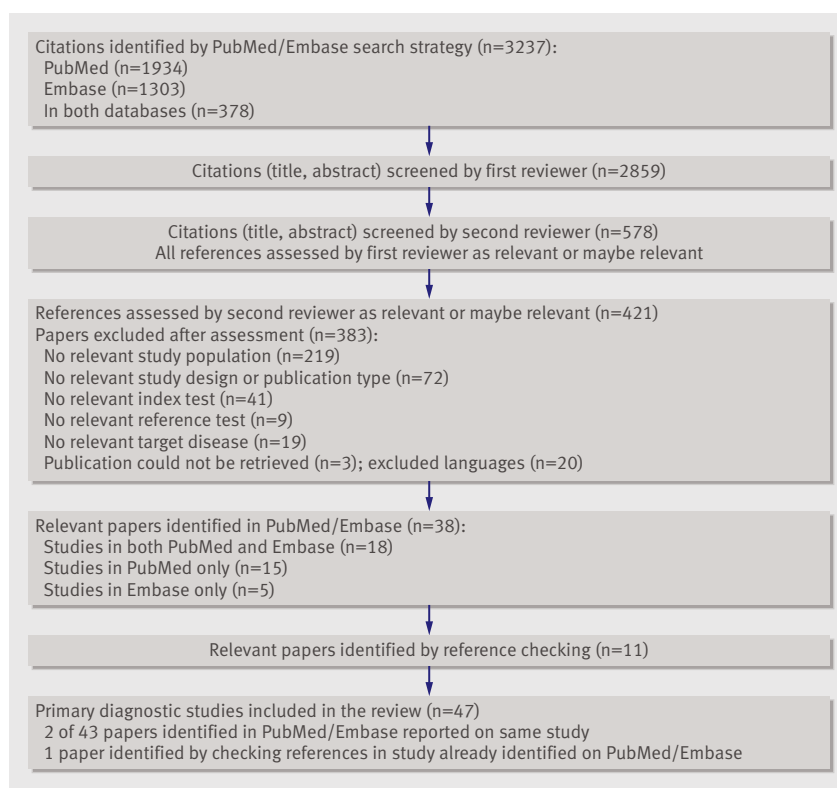 Citations identified by PubMed/Embase search strategy (n=3237):
PubMed (n=1934)
Embase (n=1303)
In both databases (n=378)
Citations (title, abstract) screened by first reviewer (n=2859)
Citations (title, abstract) screened by second reviewer (n=578)
All references assessed by first reviewer as relevant or maybe relevant
References assessed by second reviewer as relevant or maybe relevant (n=421)
Papers excluded after assessment (n=383):
No relevant study population (n=219)
No relevant study design or publication type (n=72)
No relevant index test (n=41)
No relevant reference test (n=9)
No relevant target disease (n=19)
Publication could not be retrieved (n=3); excluded languages (n=20)
Relevant papers identified in PubMed/Embase (n=38):
Studies in both PubMed and Embase (n=18)
Studies in PubMed only (n=15)
Studies in Embase only (n=5)
Relevant papers identified by reference checking (n=11)
Primary diagnostic studies included in the review (n=47)
2 of 43 papers identified in PubMed/Embase reported on same study
1 paper identified by checking references in study already identified on PubMed/Embase